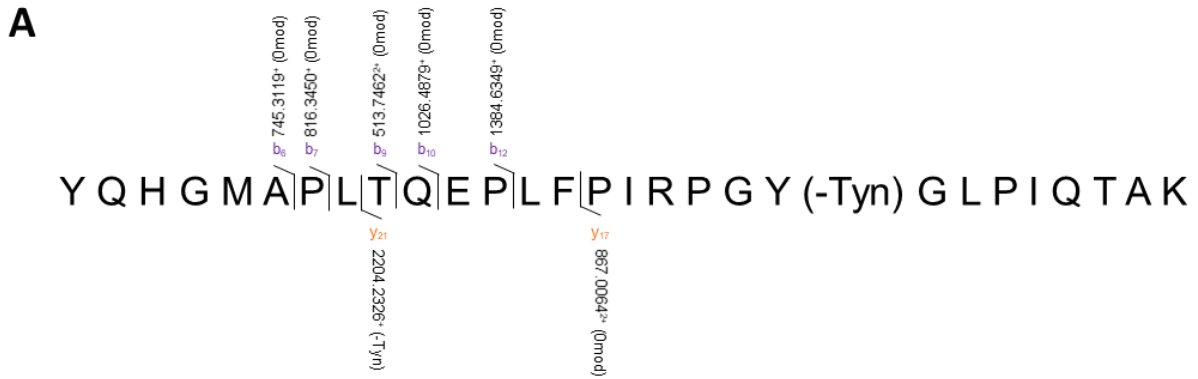 A
745.3119⁺ (0mod)
816.3450⁺ (0mod)
513.7462²⁺ (0mod)
1026.4879⁺ (0mod)
1384.6349⁺ (0mod)
b₆ b₇ b₉ b₁₀ b₁₂
Y Q H G M A P L T Q E P L F P I R P G Y (-Tyn) G L P I Q T A K
y₂₁ y₁₇
2204.2326⁺ (-Tyn)
867.0064²⁺ (0mod)